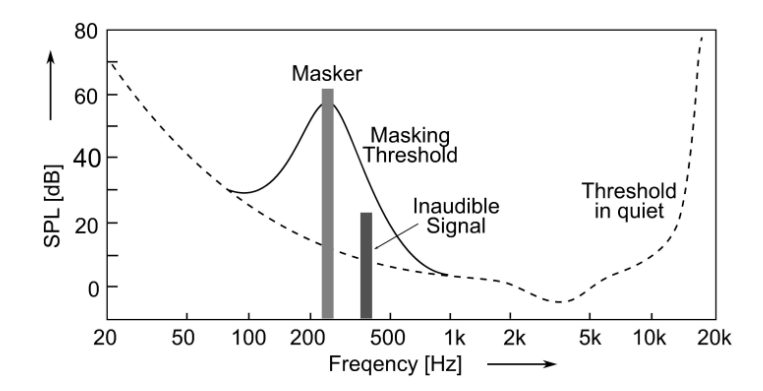 80
60
40
20
0
SPL [dB]
Masker
Masking
Threshold
Inaudible
Signal
Threshold
in quiet
20 50 100 200 500 1k 2k 5k 10k 20k
Freqency [Hz]